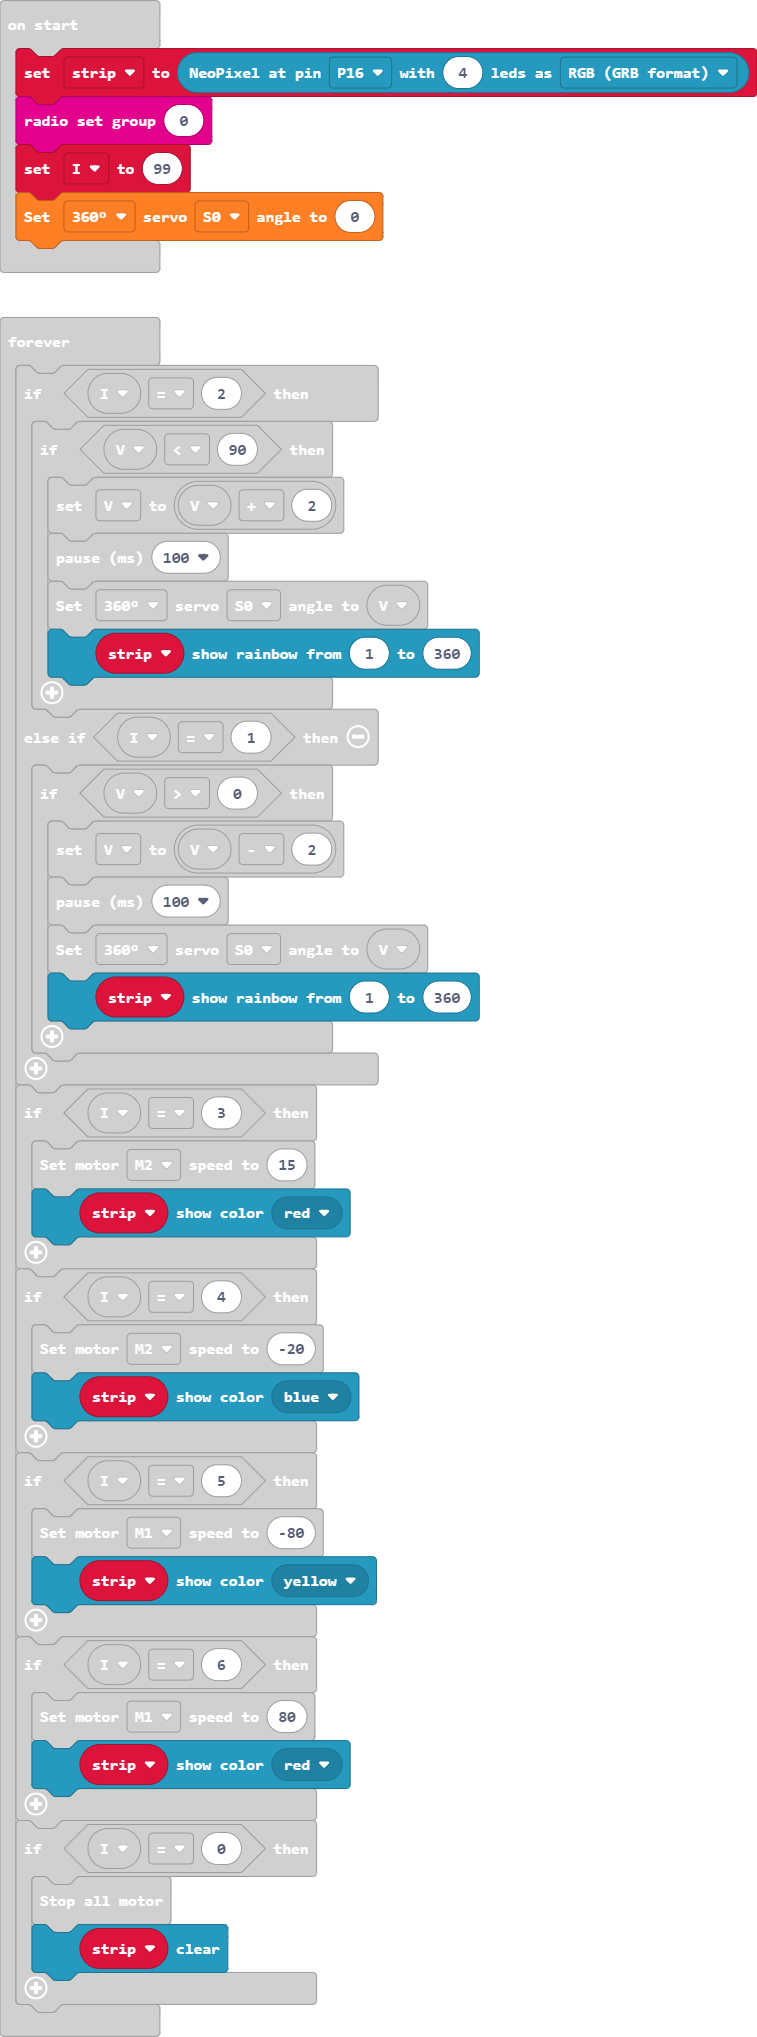 on start
set strip to NeoPixel at pin P16 with 4 leds as RGB (GRB format)
radio set group 0
set I to 99
Set 360º servo S0 angle to 0
forever
if I = 2 then
if V < 90 then
set V to V + 2
pause (ms) 100
Set 360º servo S0 angle to V
strip show rainbow from 1 to 360
else if I = 1 then
if V > 0 then
set V to V - 2
pause (ms) 100
Set 360º servo S0 angle to V
strip show rainbow from 1 to 360
if I = 3 then
Set motor M2 speed to 15
strip show color red
if I = 4 then
Set motor M2 speed to -20
strip show color blue
if I = 5 then
Set motor M1 speed to -80
strip show color yellow
if I = 6 then
Set motor M1 speed to 80
strip show color red
if I = 0 then
Stop all motor
strip clear